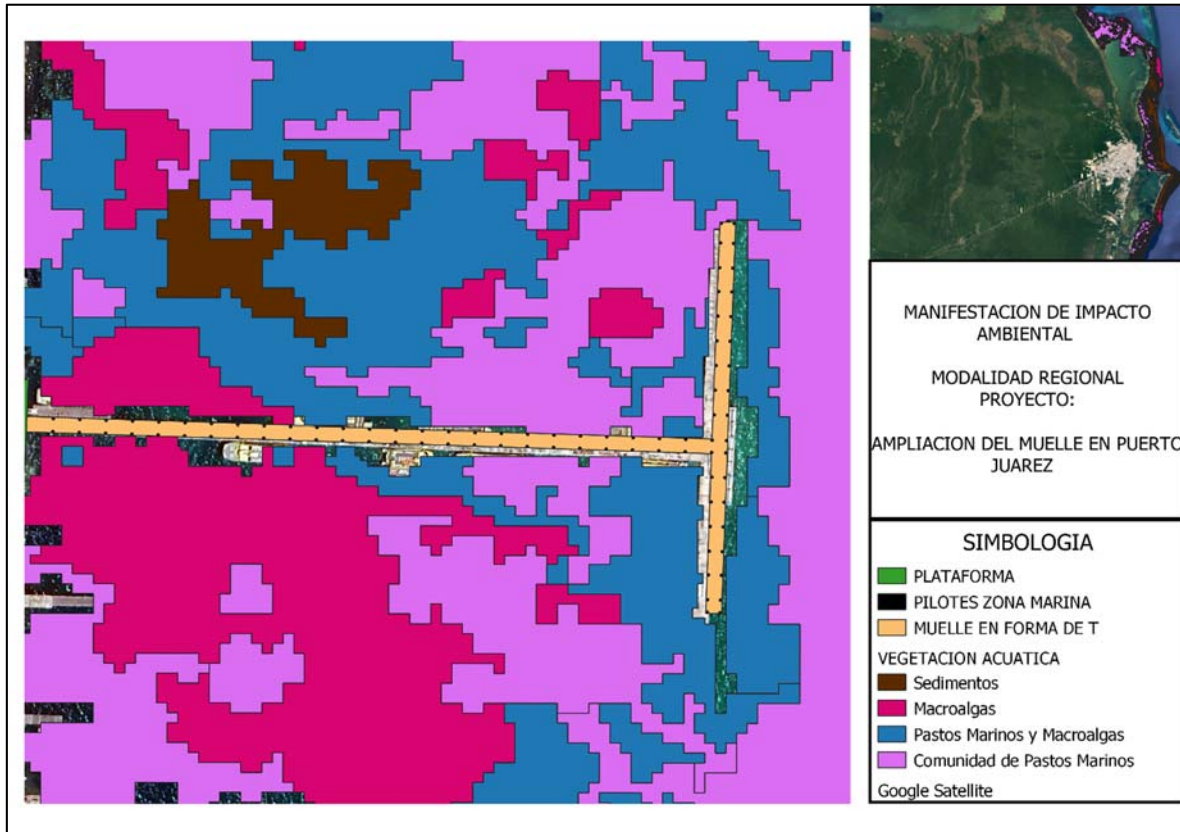 MANIFESTACION DE IMPACTO
AMBIENTAL
MODALIDAD REGIONAL
PROYECTO:
AMPLIACION DEL MUELLE EN PUERTO
JUAREZ
SIMBOLOGIA
PLATAFORMA
PILOTES ZONA MARINA
MUELLE EN FORMA DE T
VEGETACION ACUATICA
Sedimentos
Macroalgas
Pastos Marinos y Macroalgas
Comunidad de Pastos Marinos
Google Satellite